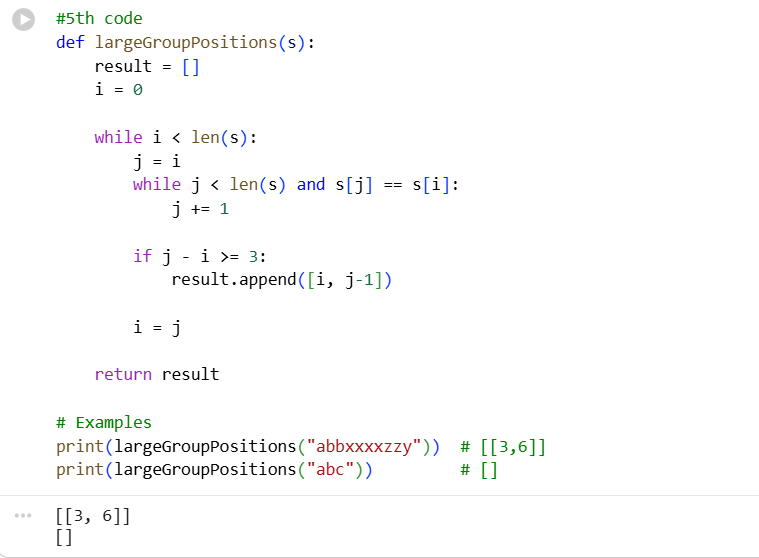 #5th code
def largeGroupPositions(s):
    result = []
    i = 0

    while i < len(s):
        j = i
        while j < len(s) and s[j] == s[i]:
            j += 1

        if j - i >= 3:
            result.append([i, j-1])

        i = j

    return result

# Examples
print(largeGroupPositions("abbxxxxzzy"))  # [[3,6]]
print(largeGroupPositions("abc"))         # []
[[3, 6]]
[]